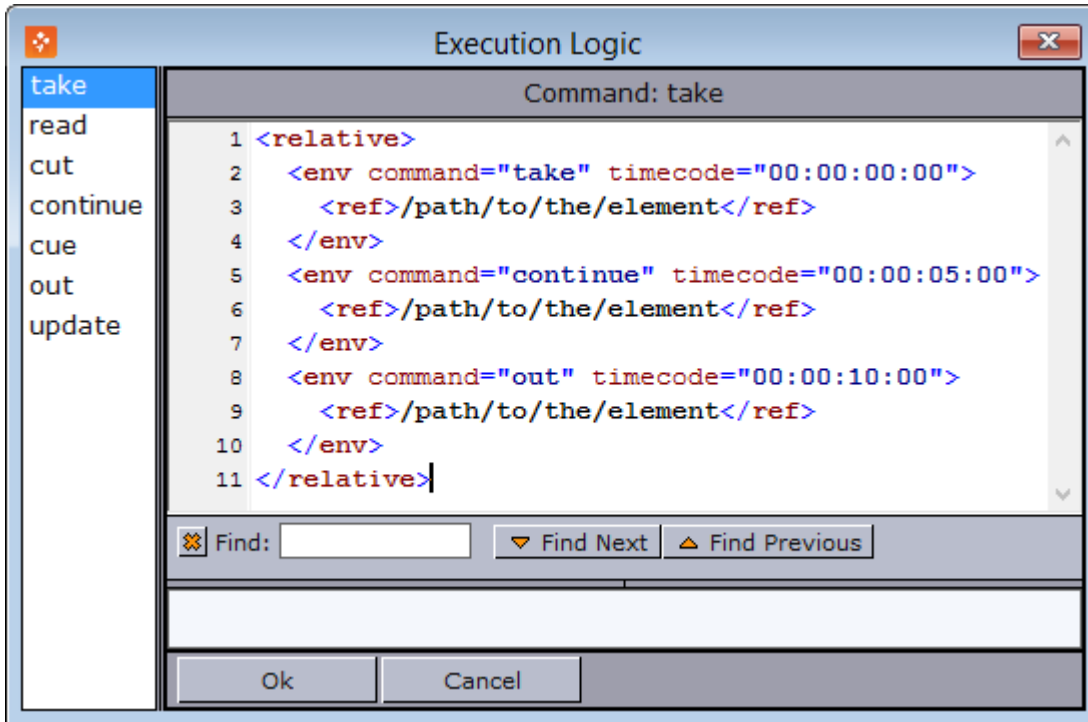 Execution Logic
take
read
cut
continue
cue
out
update
Command: take
1 <relative>
2   <env command="take" timecode="00:00:00:00">
3     <ref>/path/to/the/element</ref>
4   </env>
5   <env command="continue" timecode="00:00:05:00">
6     <ref>/path/to/the/element</ref>
7   </env>
8   <env command="out" timecode="00:00:10:00">
9     <ref>/path/to/the/element</ref>
10   </env>
11 </relative>
Find: Find Next Find Previous
Ok Cancel